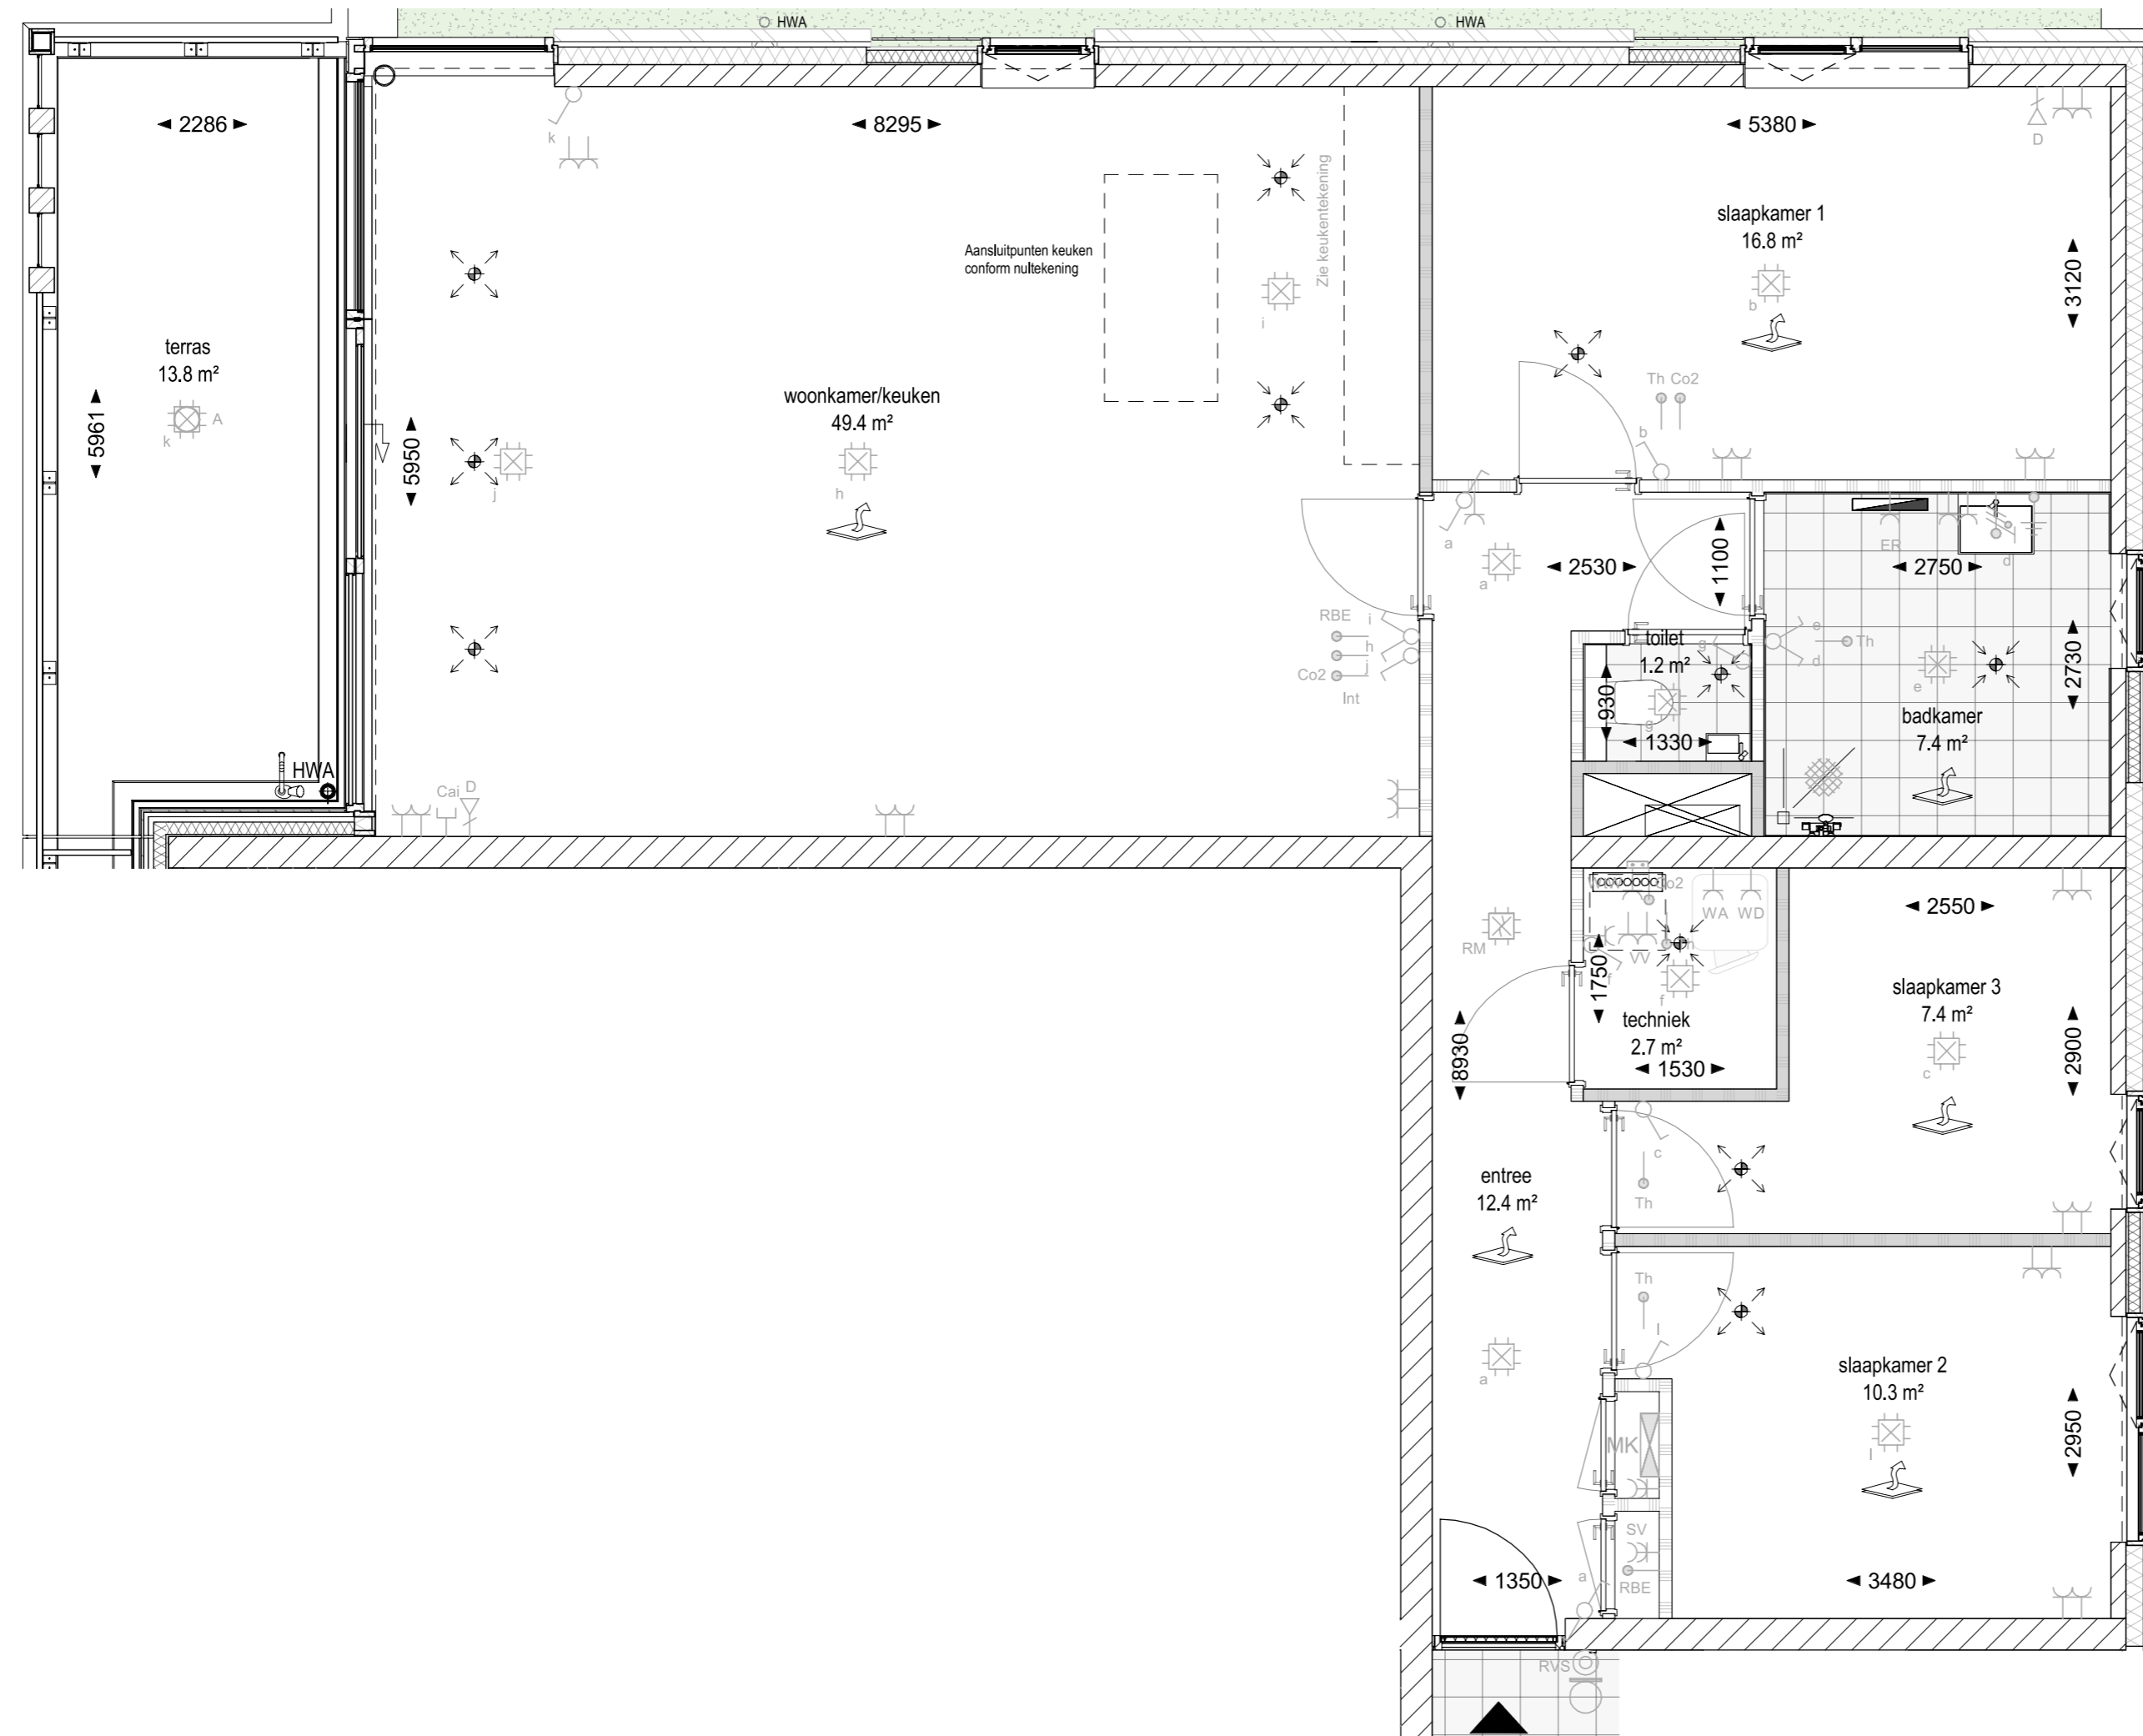 HWA
HWA
2286
8295
5380
k
D
Zie keukentekening
slaapkamer 1
16.8 m²
Aansluitpunten keuken
conform nultekening
3120
i
b
terras
13.8 m²
A
k
5961
woonkamer/keuken
49.4 m²
5950
Th Co2
b
j
h
a
a
2530
1100
ER
2750
d
RBE
i
h
j
Co2
Int
toilet
1.2 m²
g
e
d
Th
2730
930
g
1330
e
badkamer
7.4 m²
HWA
Cai
D
Co2
WA
WD
2550
RM
VV
f
1750
f
slaapkamer 3
7.4 m²
techniek
2.7 m²
1530
8930
c
2900
c
Th
entree
12.4 m²
Th
l
a
slaapkamer 2
10.3 m²
l
2950
MK
SV
RBE
a
1350
3480
RVS